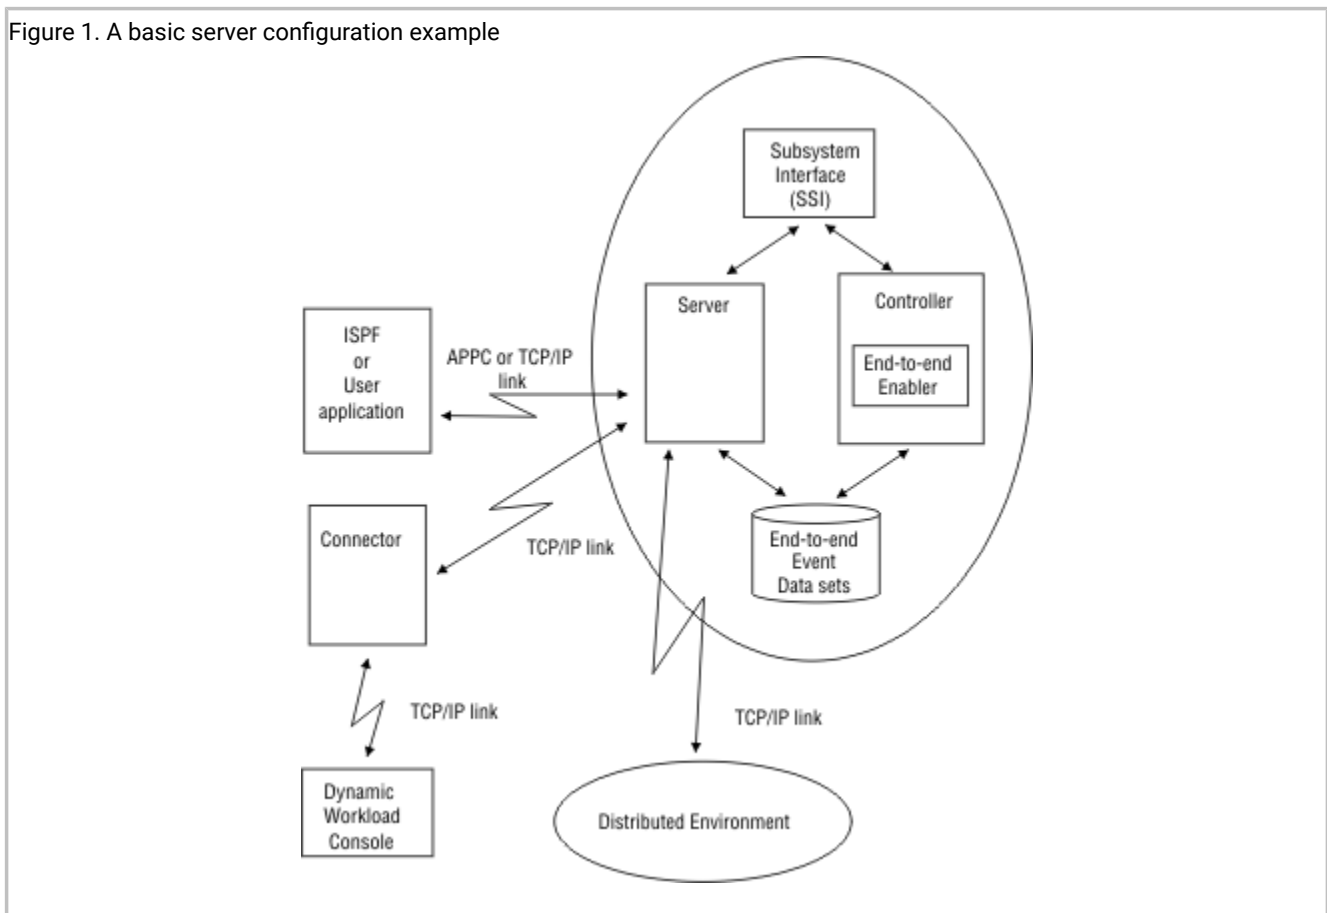 Figure 1. A basic server configuration example
Subsystem
Interface
(SSI)
Server
Controller
End-to-end
Enabler
ISPF
or
User
application
APPC or TCP/IP
link
Connector
TCP/IP link
End-to-end
Event
Data sets
TCP/IP link
TCP/IP link
Dynamic
Workload
Console
Distributed Environment